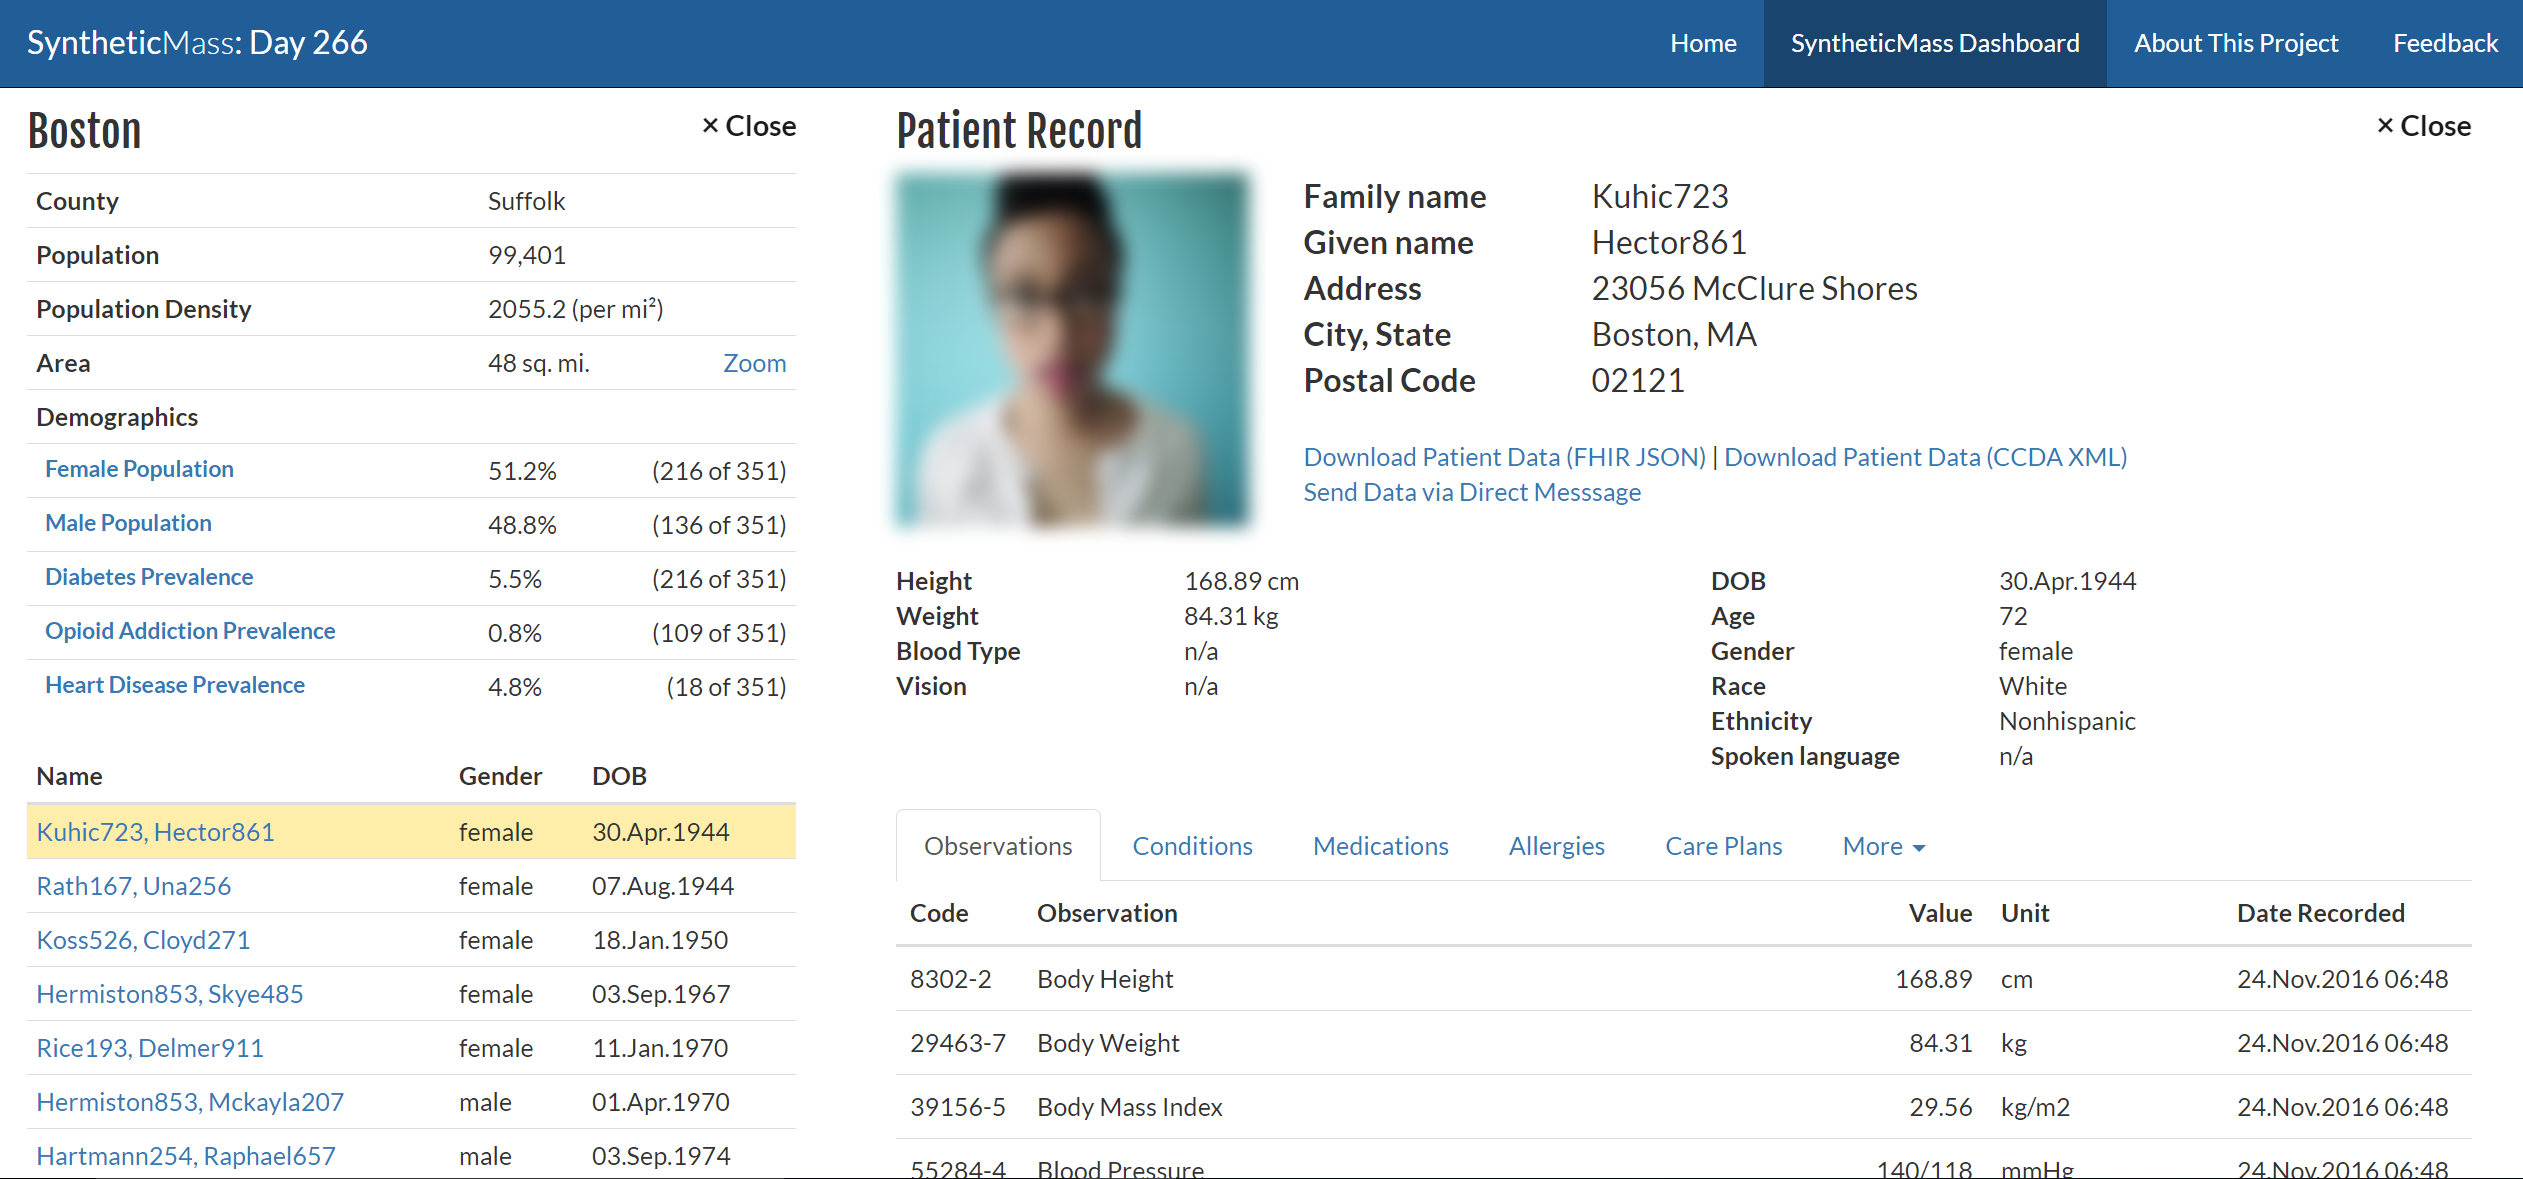 SyntheticMass: Day 266
Home SyntheticMass Dashboard About This Project Feedback
Boston × Close
County Suffolk
Population 99,401
Population Density 2055.2 (per mi²)
Area 48 sq. mi. Zoom
Demographics
Female Population 51.2% (216 of 351)
Male Population 48.8% (136 of 351)
Diabetes Prevalence 5.5% (216 of 351)
Opioid Addiction Prevalence 0.8% (109 of 351)
Heart Disease Prevalence 4.8% (18 of 351)
Name Gender DOB
Kuhic723, Hector861 female 30.Apr.1944
Rath167, Una256 female 07.Aug.1944
Koss526, Cloyd271 female 18.Jan.1950
Hermiston853, Skye485 female 03.Sep.1967
Rice193, Delmer911 female 11.Jan.1970
Hermiston853, Mckayla207 male 01.Apr.1970
Hartmann254, Raphael657 male 03.Sep.1974
Patient Record × Close
Family name Kuhic723
Given name Hector861
Address 23056 McClure Shores
City, State Boston, MA
Postal Code 02121
Download Patient Data (FHIR JSON) | Download Patient Data (CCDA XML)
Send Data via Direct Messsage
Height 168.89 cm
Weight 84.31 kg
Blood Type n/a
Vision n/a
DOB 30.Apr.1944
Age 72
Gender female
Race White
Ethnicity Nonhispanic
Spoken language n/a
Observations Conditions Medications Allergies Care Plans More
Code Observation Value Unit Date Recorded
8302-2 Body Height 168.89 cm 24.Nov.2016 06:48
29463-7 Body Weight 84.31 kg 24.Nov.2016 06:48
39156-5 Body Mass Index 29.56 kg/m2 24.Nov.2016 06:48
55284-4 Blood Pressure 140/118 mmHg 24.Nov.2016 06:48